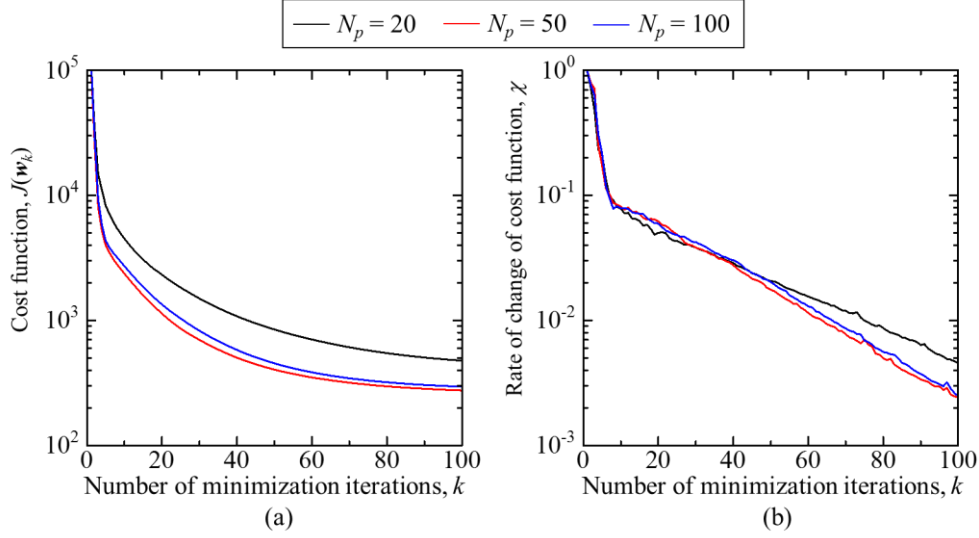 N_p = 20 N_p = 50 N_p = 100
Cost function, J(w_k)
10^5
10^4
10^3
10^2
0 20 40 60 80 100
Number of minimization iterations, k
(a)
Rate of change of cost function, χ
10^0
10^-1
10^-2
10^-3
0 20 40 60 80 100
Number of minimization iterations, k
(b)